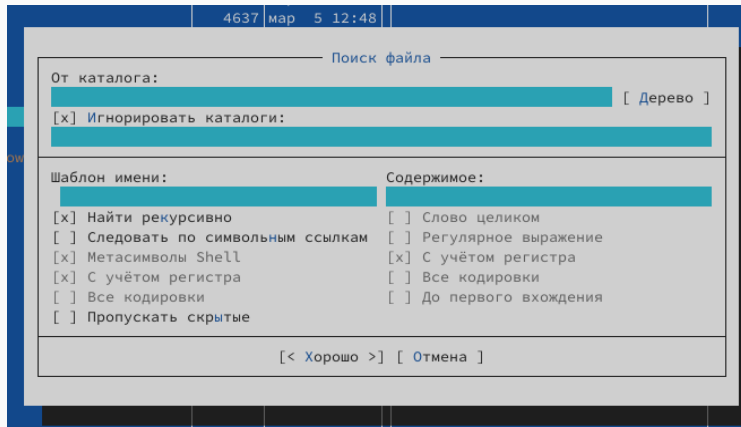 4637 мар 5 12:48
Поиск файла
От каталога:
[ Дерево ]
[x] Игнорировать каталоги:
ow
Шаблон имени:
Содержимое:
[x] Найти рекурсивно
[ ] Слово целиком
[ ] Следовать по символьным ссылкам
[ ] Регулярное выражение
[x] Метасимволы Shell
[x] С учётом регистра
[x] С учётом регистра
[ ] Все кодировки
[ ] Все кодировки
[ ] До первого вхождения
[ ] Пропускать скрытые
[< Хорошо >] [ Отмена ]